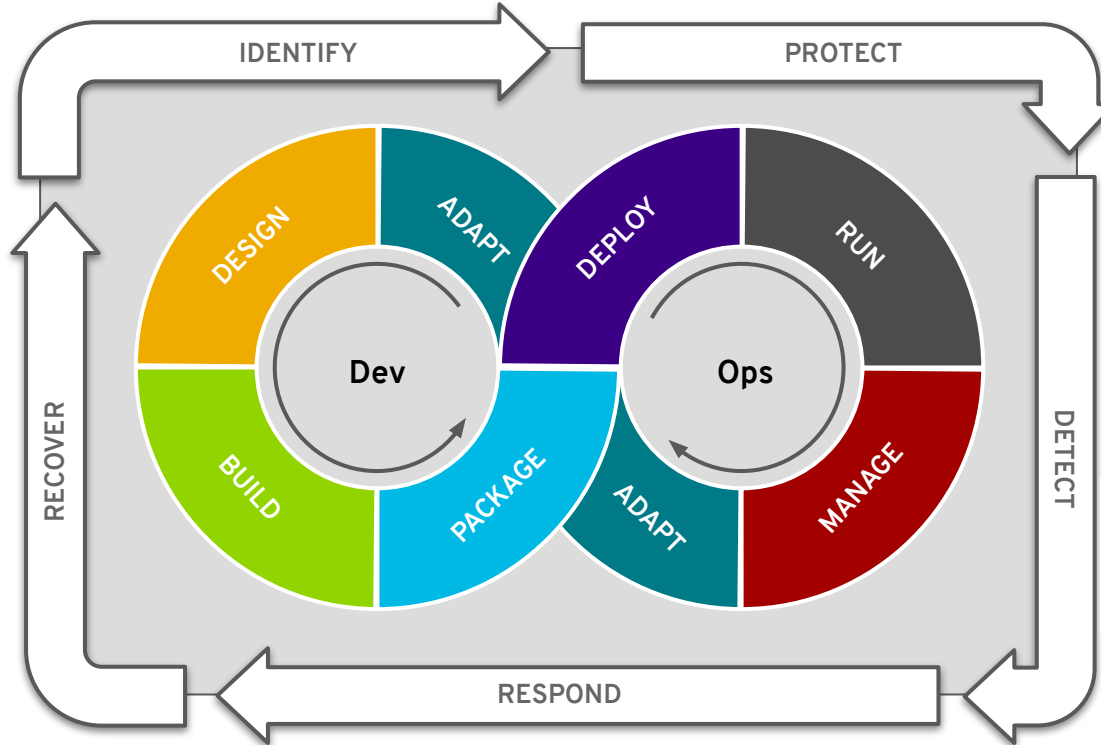 IDENTIFY
PROTECT
DESIGN
ADAPT
DEPLOY
RUN
Dev
Ops
RECOVER
DETECT
BUILD
PACKAGE
ADAPT
MANAGE
RESPOND